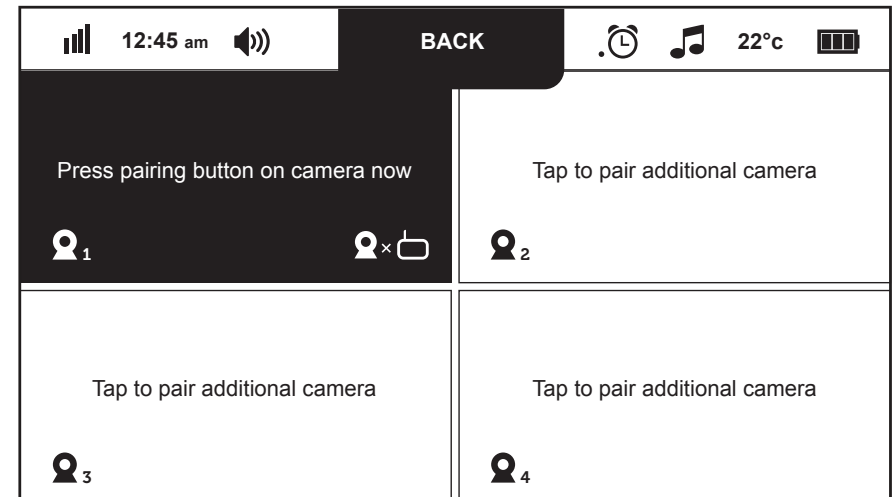 12:45 am BACK 22°c
Press pairing button on camera now
1
Tap to pair additional camera
2
Tap to pair additional camera
3
Tap to pair additional camera
4